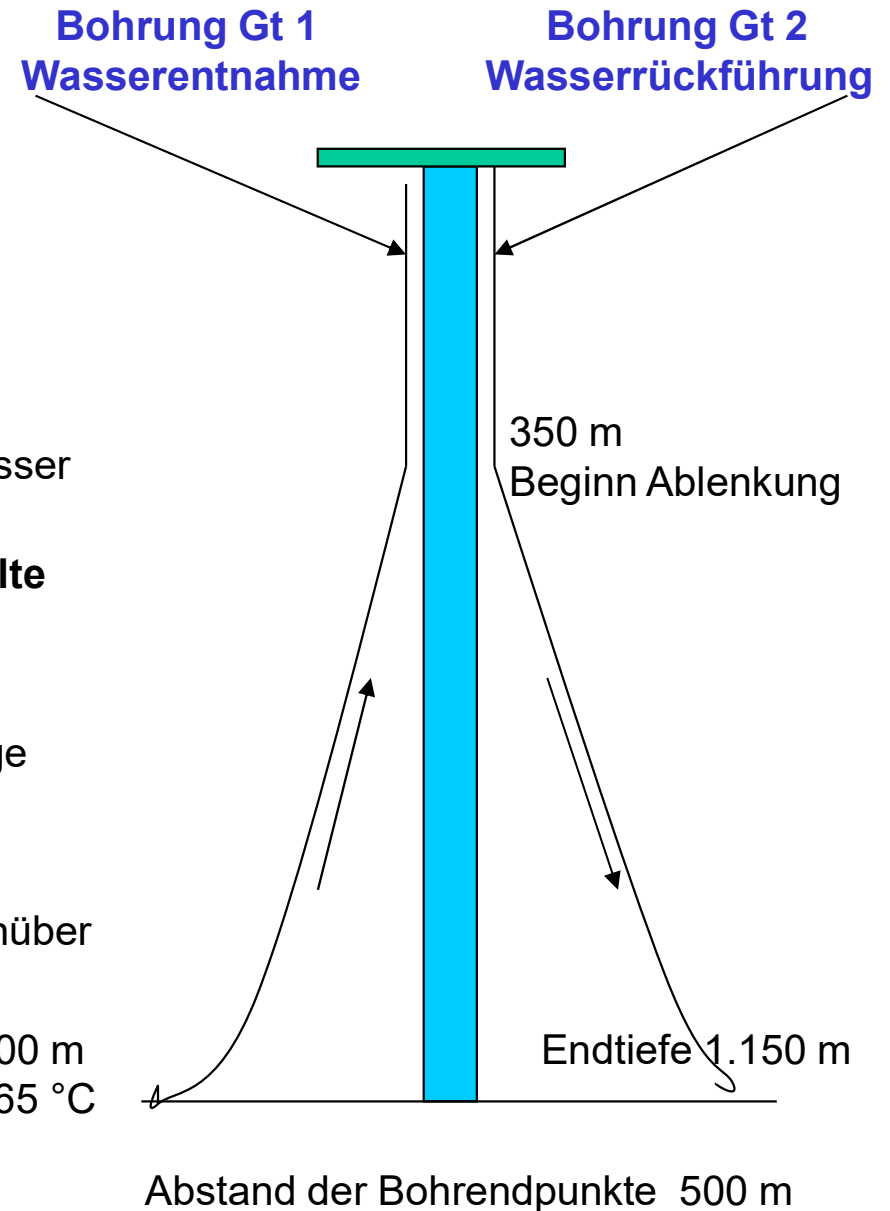 Bohrung Gt 1
Wasserentnahme
Bohrung Gt 2
Wasserrückführung
350 m
Beginn Ablenkung
sser
lte
ge
nüber
00 m
65 °C
Endtiefe 1.150 m
Abstand der Bohrendpunkte 500 m